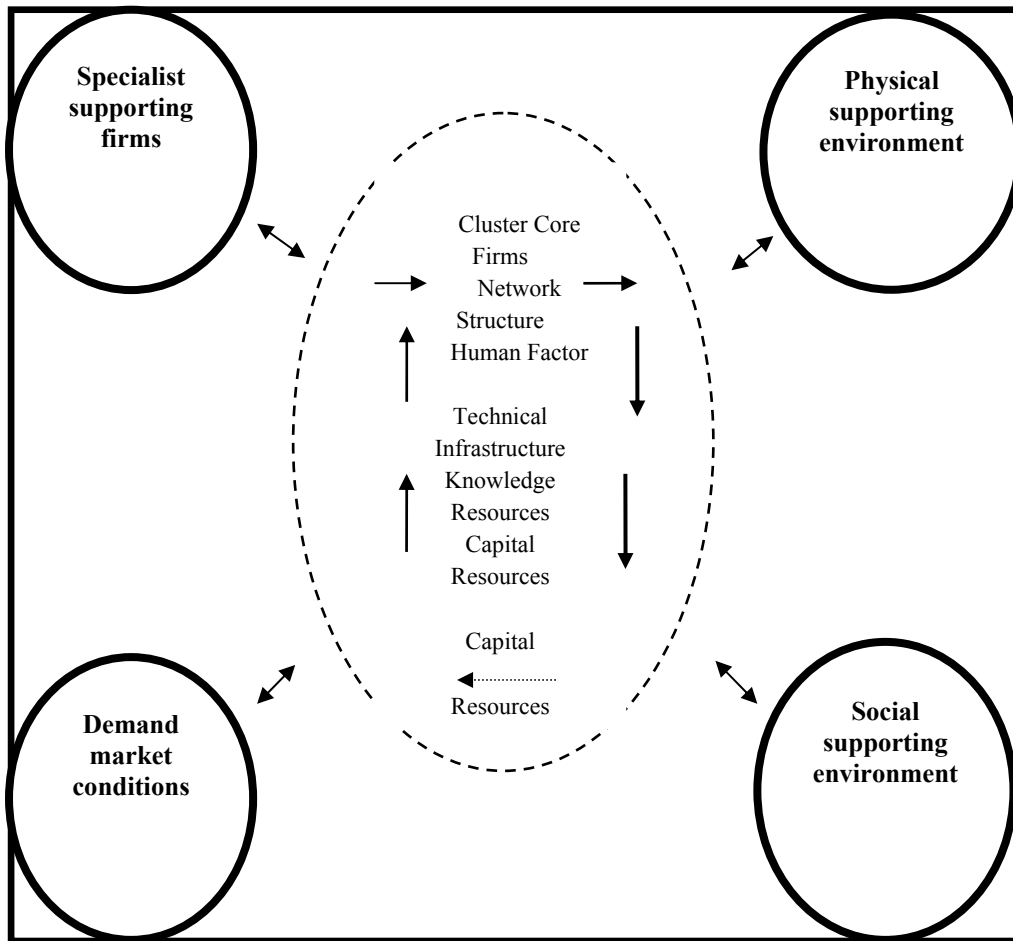 Specialist
supporting
firms
Physical
supporting
environment
Cluster Core
Firms
Network
Structure
Human Factor
Technical
Infrastructure
Knowledge
Resources
Capital
Resources
Capital
Resources
Demand
market
conditions
Social
supporting
environment